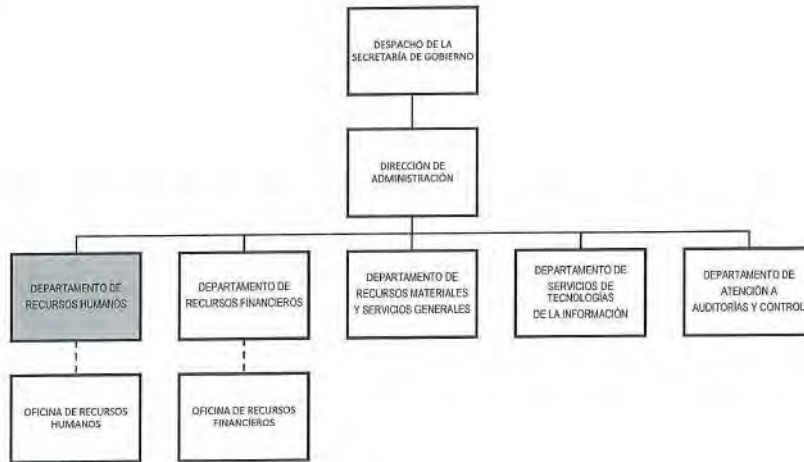 DESPACHO DE LA
SECRETARÍA DE GOBIERNO
DIRECCIÓN DE
ADMINISTRACIÓN
DEPARTAMENTO DE
RECURSOS HUMANOS
DEPARTAMENTO DE
RECURSOS FINANCIEROS
DEPARTAMENTO DE
RECURSOS MATERIALES
Y SERVICIOS GENERALES
DEPARTAMENTO DE
SERVICIOS DE
TECNOLOGÍAS
DE LA INFORMACIÓN
DEPARTAMENTO DE
ATENCIÓN A
AUDITORÍAS Y CONTROL
OFICINA DE RECURSOS
HUMANOS
OFICINA DE RECURSOS
FINANCIEROS